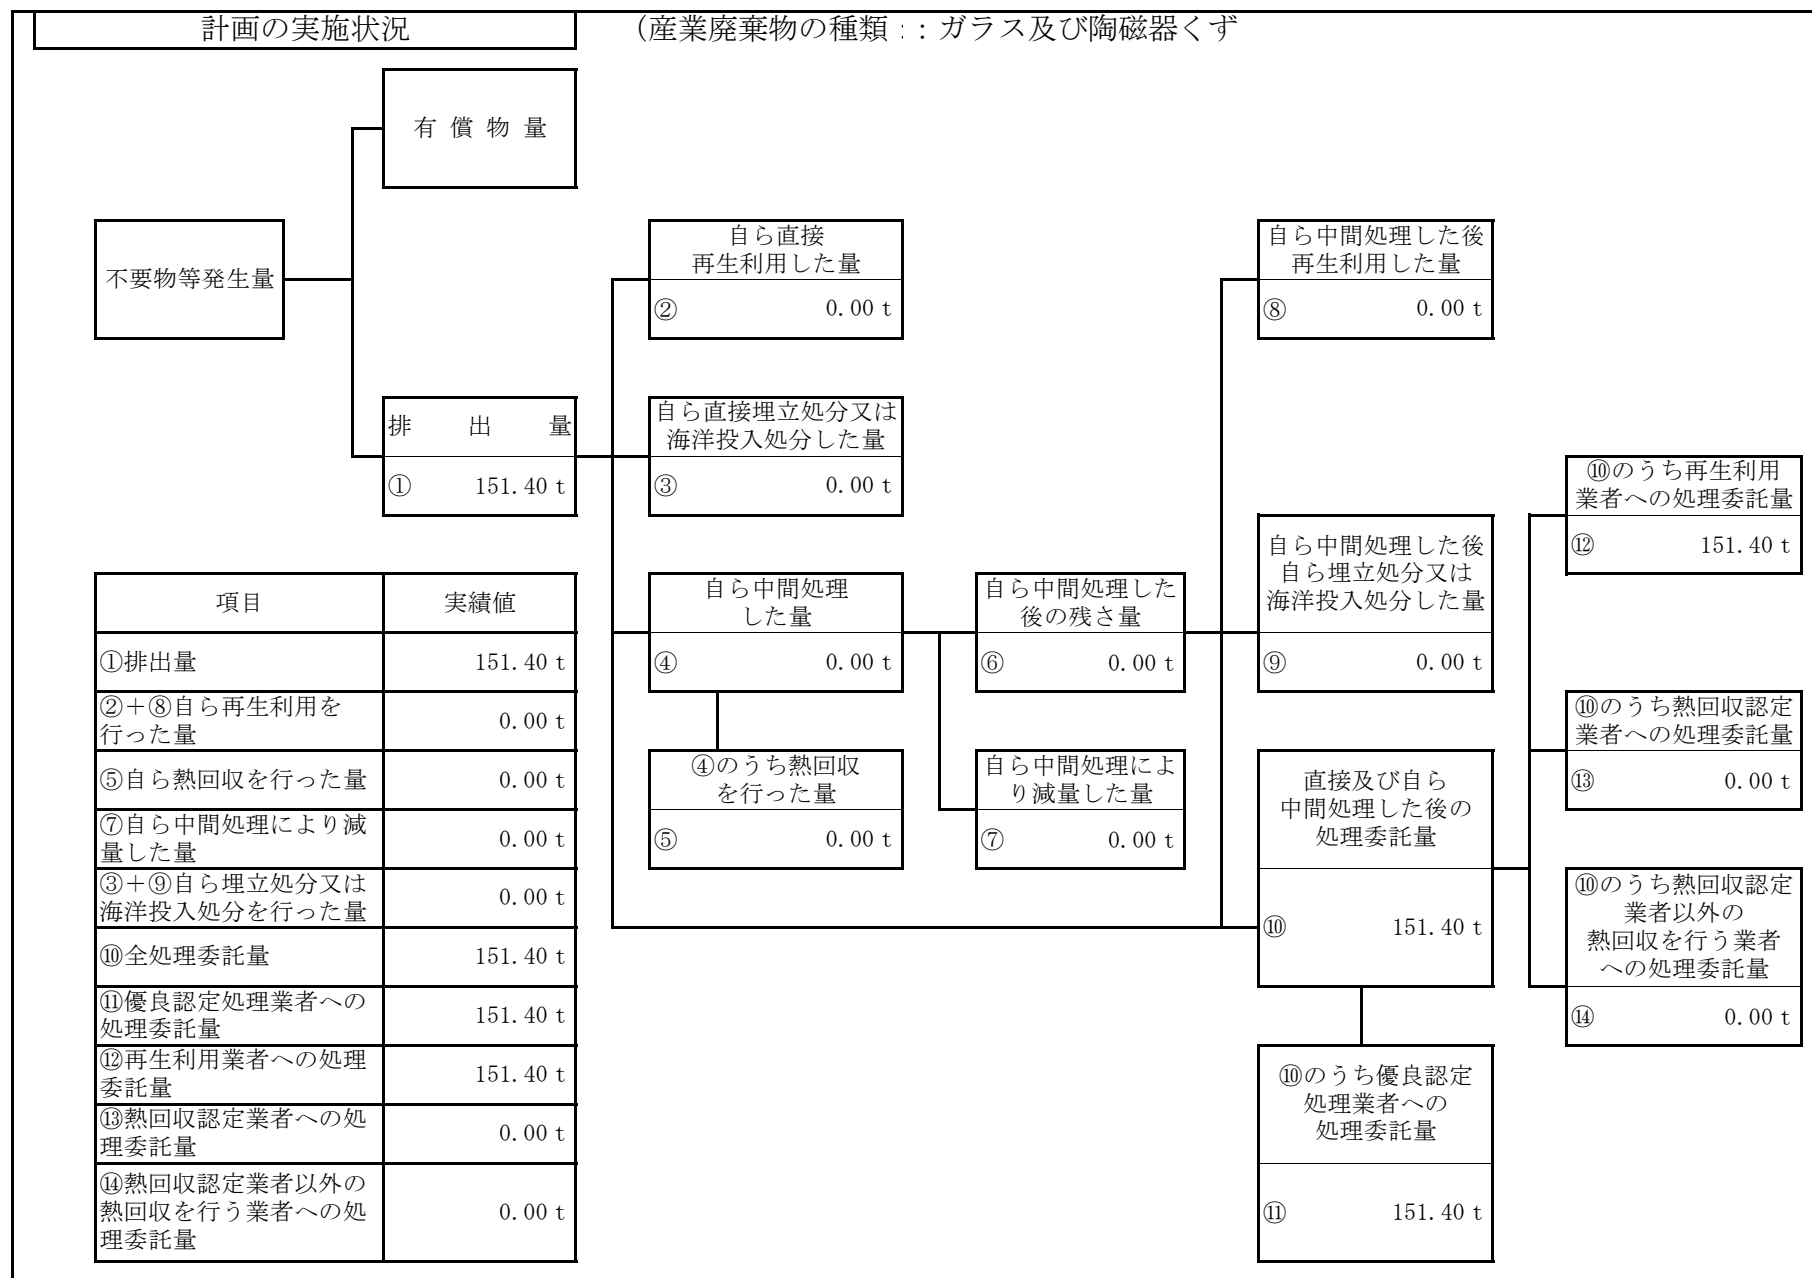 計画の実施状況
(産業廃棄物の種類：：ガラス及び陶磁器くず
有償物量
不要物等発生量
自ら直接
再生利用した量
② 0.00 t
自ら中間処理した後
再生利用した量
⑧ 0.00 t
排出量
① 151.40 t
自ら直接埋立処分又は
海洋投入処分した量
③ 0.00 t
⑩のうち再生利用
業者への処理委託量
⑫ 151.40 t
自ら中間処理
した量
④ 0.00 t
自ら中間処理した
後の残さ量
⑥ 0.00 t
自ら中間処理した後
自ら埋立処分又は
海洋投入処分した量
⑨ 0.00 t
④のうち熱回収
を行った量
⑤ 0.00 t
自ら中間処理によ
り減量した量
⑦ 0.00 t
直接及び自ら
中間処理した後の
処理委託量
⑩ 151.40 t
⑩のうち熱回収認定
業者への処理委託量
⑬ 0.00 t
⑩のうち熱回収認定
業者以外の
熱回収を行う業者
への処理委託量
⑭ 0.00 t
⑩のうち優良認定
処理業者への
処理委託量
⑪ 151.40 t
項目 実績値
①排出量 151.40 t
②＋⑧自ら再生利用を
行った量 0.00 t
⑤自ら熱回収を行った量 0.00 t
⑦自ら中間処理により減
量した量 0.00 t
③＋⑨自ら埋立処分又は
海洋投入処分を行った量 0.00 t
⑩全処理委託量 151.40 t
⑪優良認定処理業者への
処理委託量 151.40 t
⑫再生利用業者への処理
委託量 151.40 t
⑬熱回収認定業者への処
理委託量 0.00 t
⑭熱回収認定業者以外の
熱回収を行う業者への処
理委託量 0.00 t